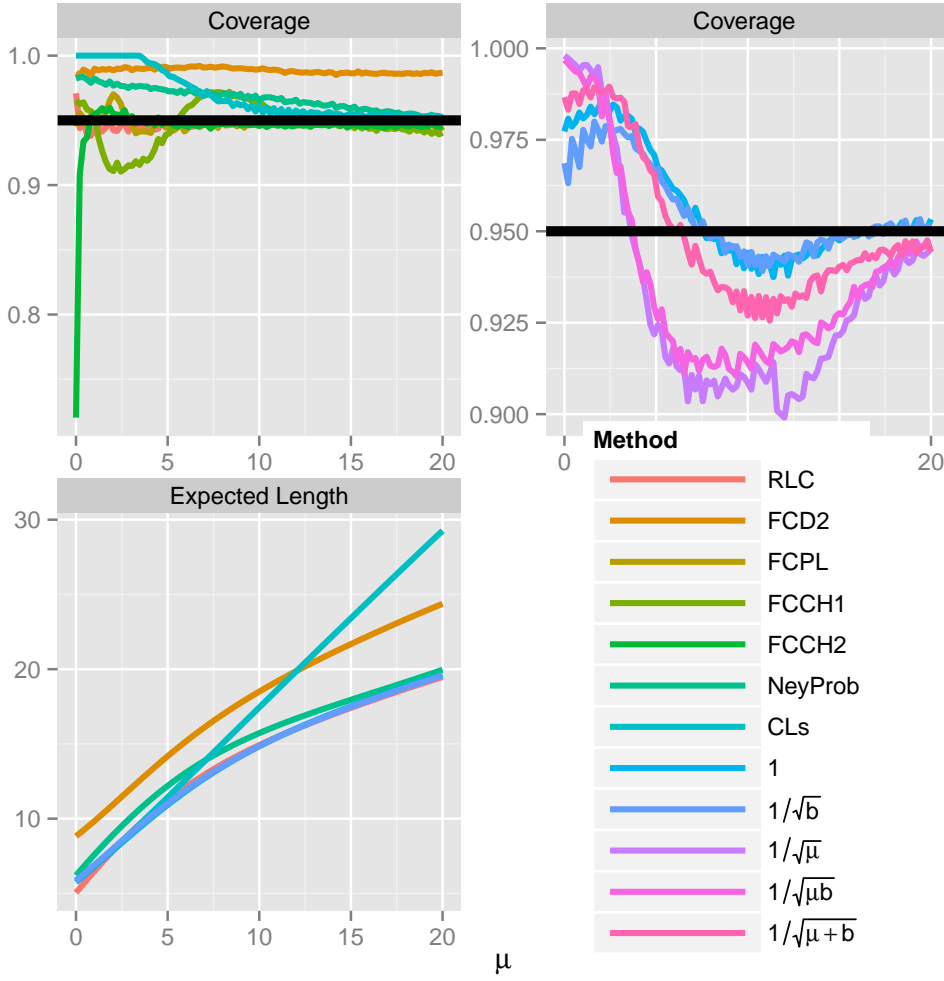 Coverage
1.0
0.9
0.8
0
5
10
15
20
Coverage
1.000
0.975
0.950
0.925
0.900
0
20
Expected Length
30
20
10
0
5
10
15
20
μ
Method
RLC
FCD2
FCPL
FCCH1
FCCH2
NeyProb
CLs
1
1/√b
1/√μ
1/√μb
1/√μ + b